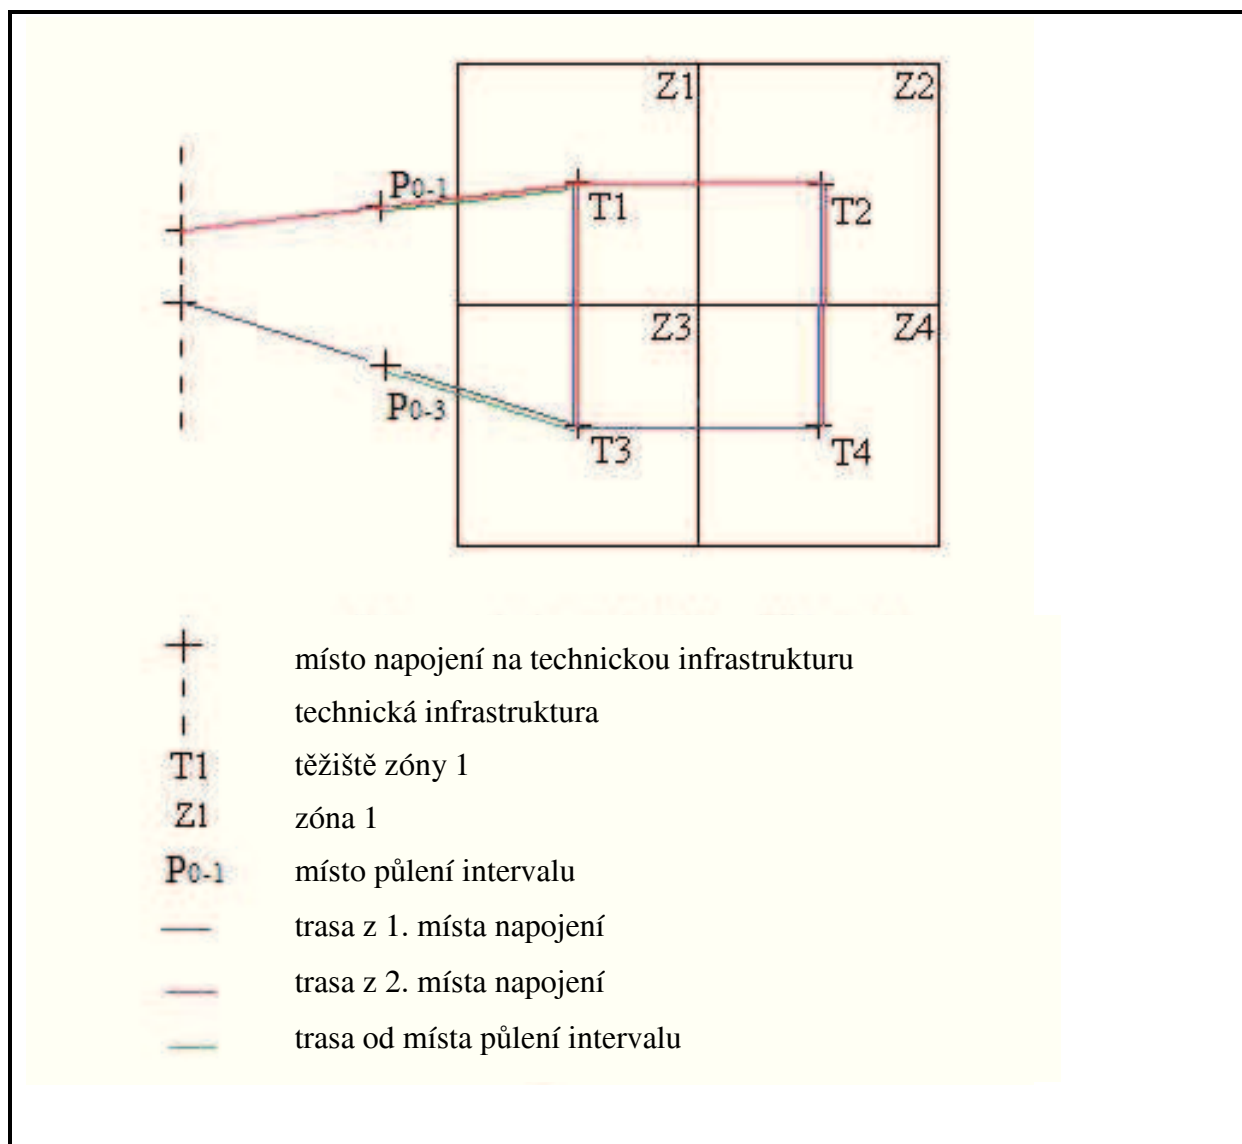 Z1
Z2
P0-1
T1
T2
Z3
Z4
P0-3
T3
T4
místo napojení na technickou infrastrukturu
technická infrastruktura
T1 těžiště zóny 1
Z1 zóna 1
P0-1 místo půlení intervalu
trasa z 1. místa napojení
trasa z 2. místa napojení
trasa od místa půlení intervalu